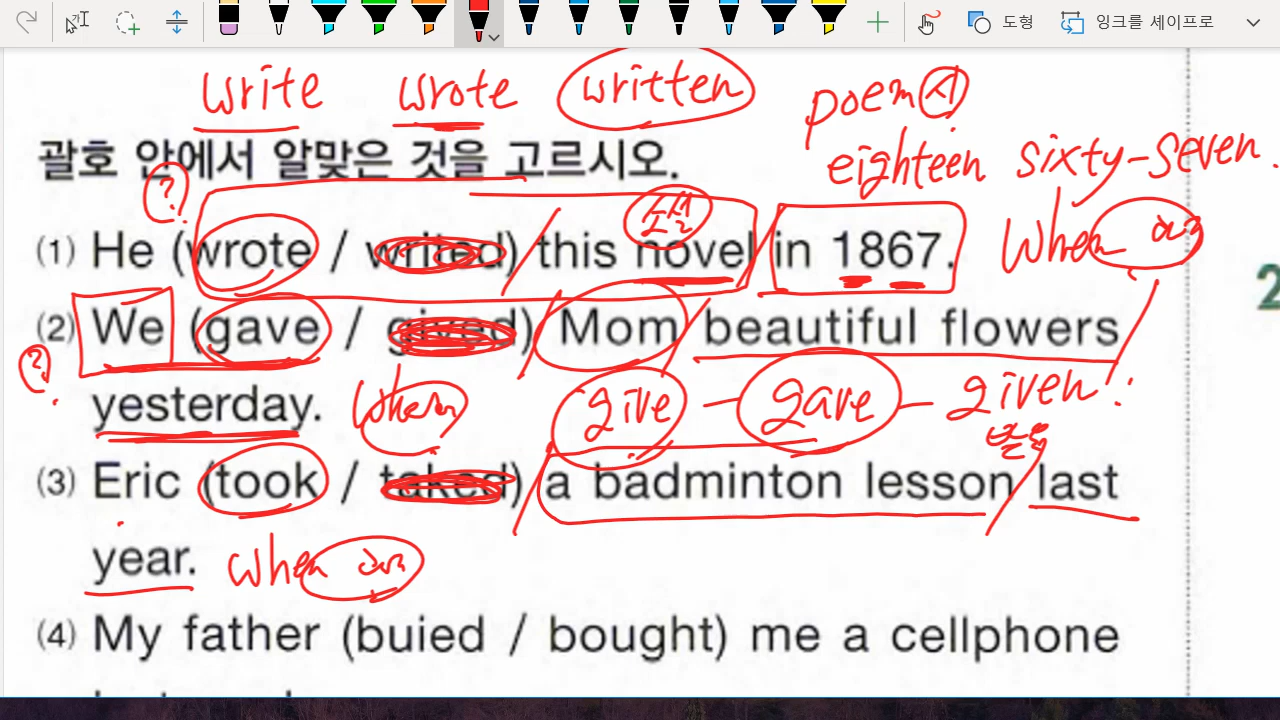 도형
잉크를 셰이프로
write wrote written
poem 시
eighteen sixty-seven.
괄호 안에서 알맞은 것을 고르시오.
?
소설
(1) He (wrote / writed) this novel in 1867.
When
(2) We (gave / gived) Mom beautiful flowers
?
yesterday. When give - gave - given
(3) Eric (took / taked) a badminton lesson last
year. when
(4) My father (buied / bought) me a cellphone
2